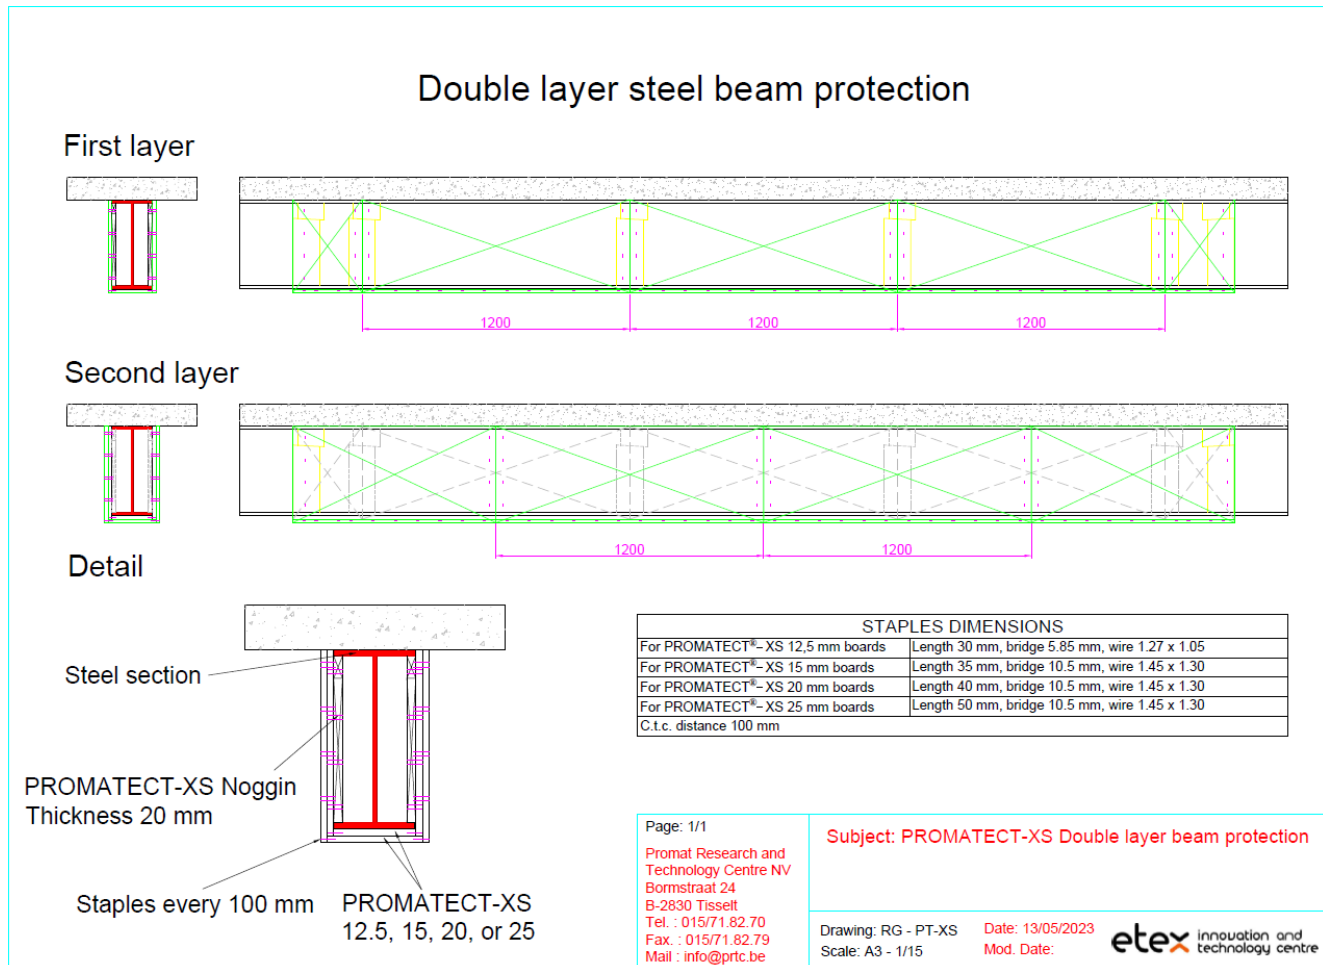 Double layer steel beam protection
First layer
1200
1200
1200
Second layer
1200
1200
Detail
Steel section
PROMATECT-XS Noggin
Thickness 20 mm
Staples every 100 mm
PROMATECT-XS
12.5, 15, 20, or 25
STAPLES DIMENSIONS
For PROMATECT®–XS 12,5 mm boards Length 30 mm, bridge 5.85 mm, wire 1.27 x 1.05
For PROMATECT®–XS 15 mm boards Length 35 mm, bridge 10.5 mm, wire 1.45 x 1.30
For PROMATECT®–XS 20 mm boards Length 40 mm, bridge 10.5 mm, wire 1.45 x 1.30
For PROMATECT®–XS 25 mm boards Length 50 mm, bridge 10.5 mm, wire 1.45 x 1.30
C.t.c. distance 100 mm
Page: 1/1
Promat Research and
Technology Centre NV
Bormstraat 24
B-2830 Tisselt
Tel. : 015/71.82.70
Fax. : 015/71.82.79
Mail : info@prtc.be
Subject: PROMATECT-XS Double layer beam protection
Drawing: RG - PT-XS
Scale: A3 - 1/15
Date: 13/05/2023
Mod. Date:
etex innovation and
technology centre